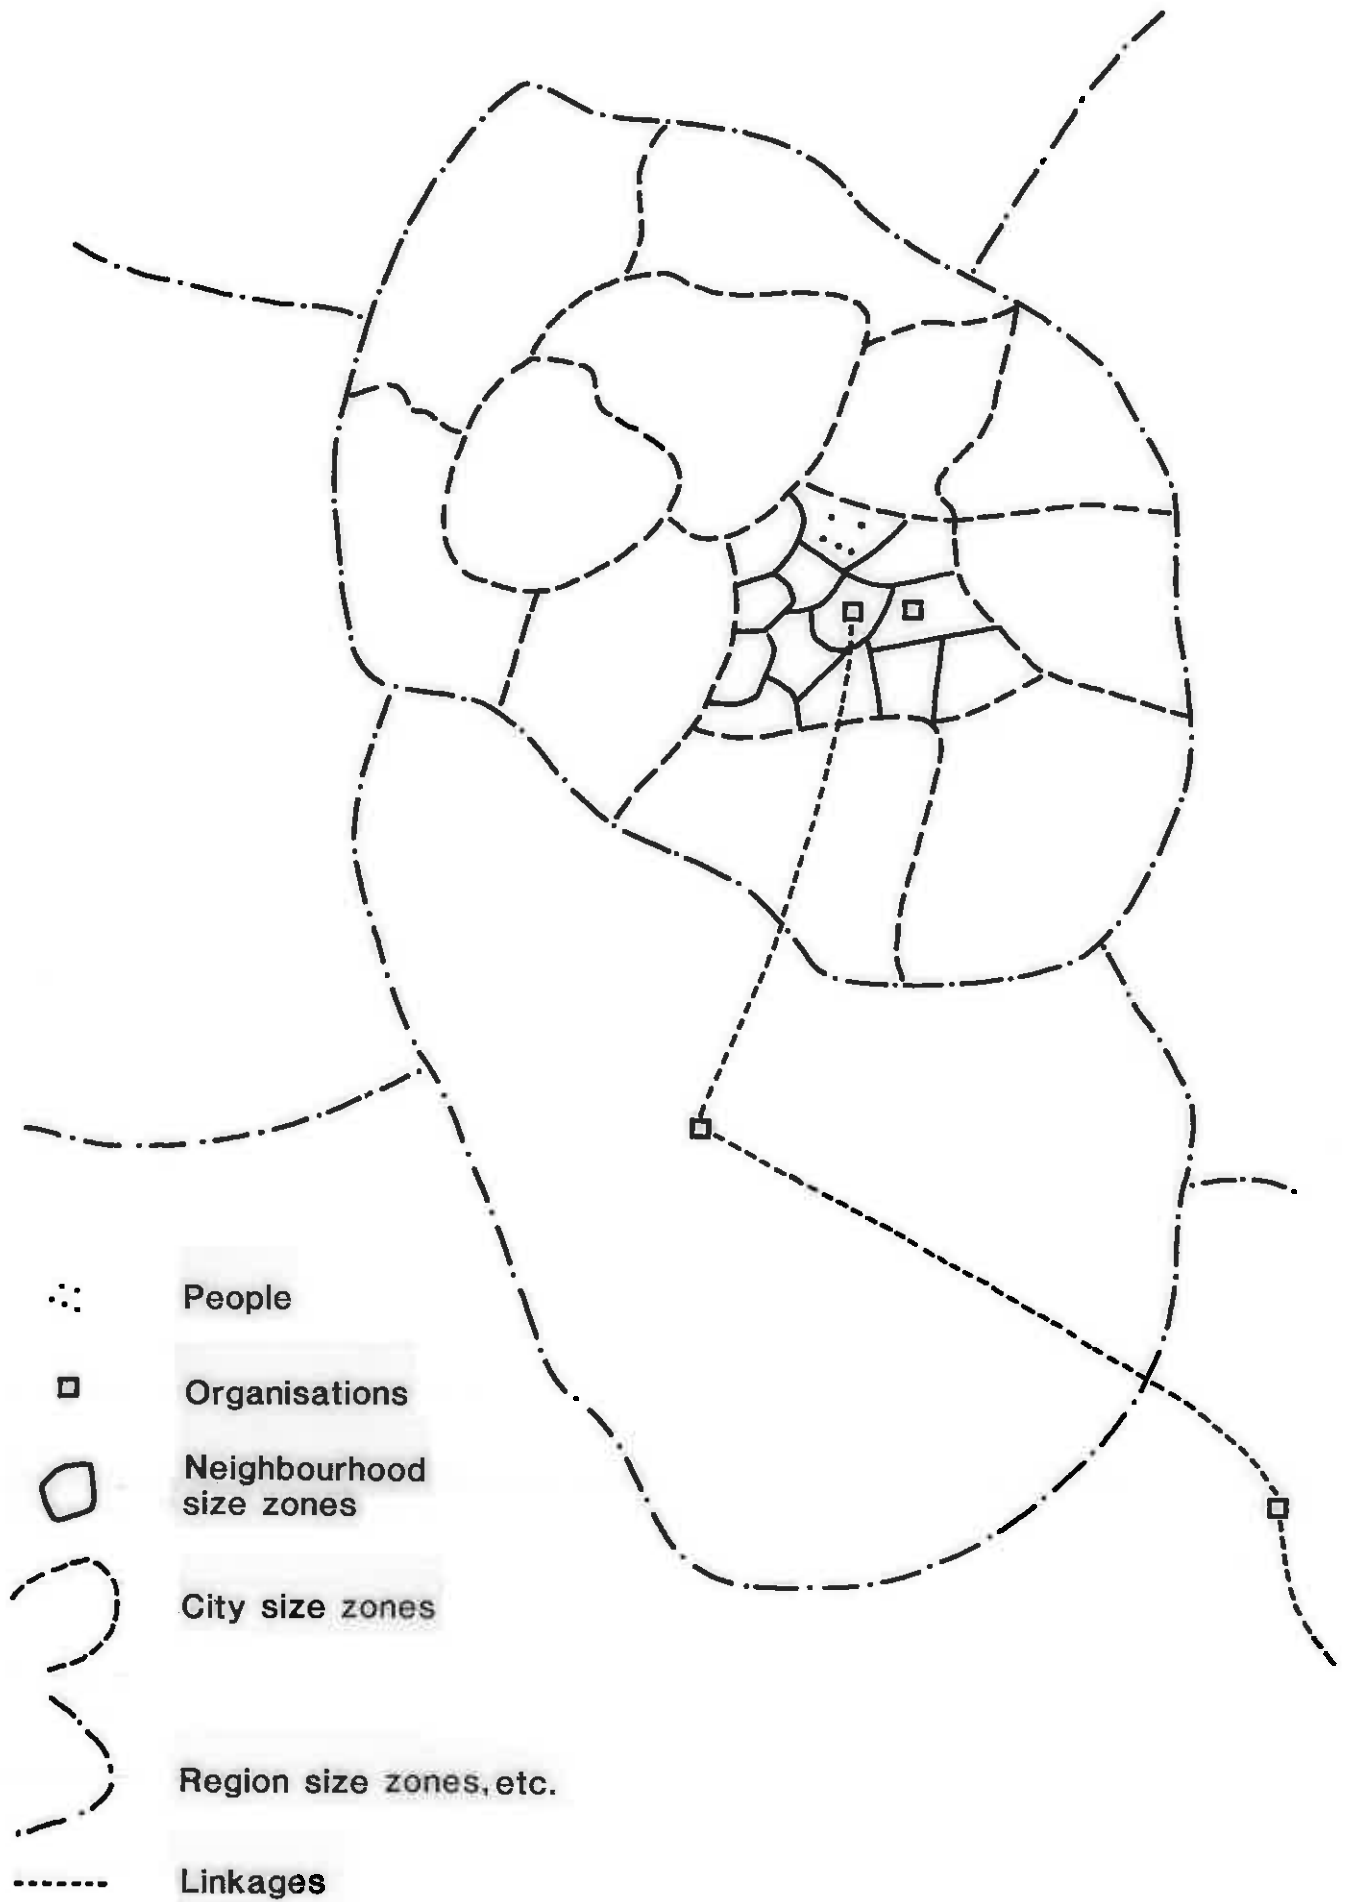 People
Organisations
Neighbourhood
size zones
City size zones
Region size zones, etc.
Linkages